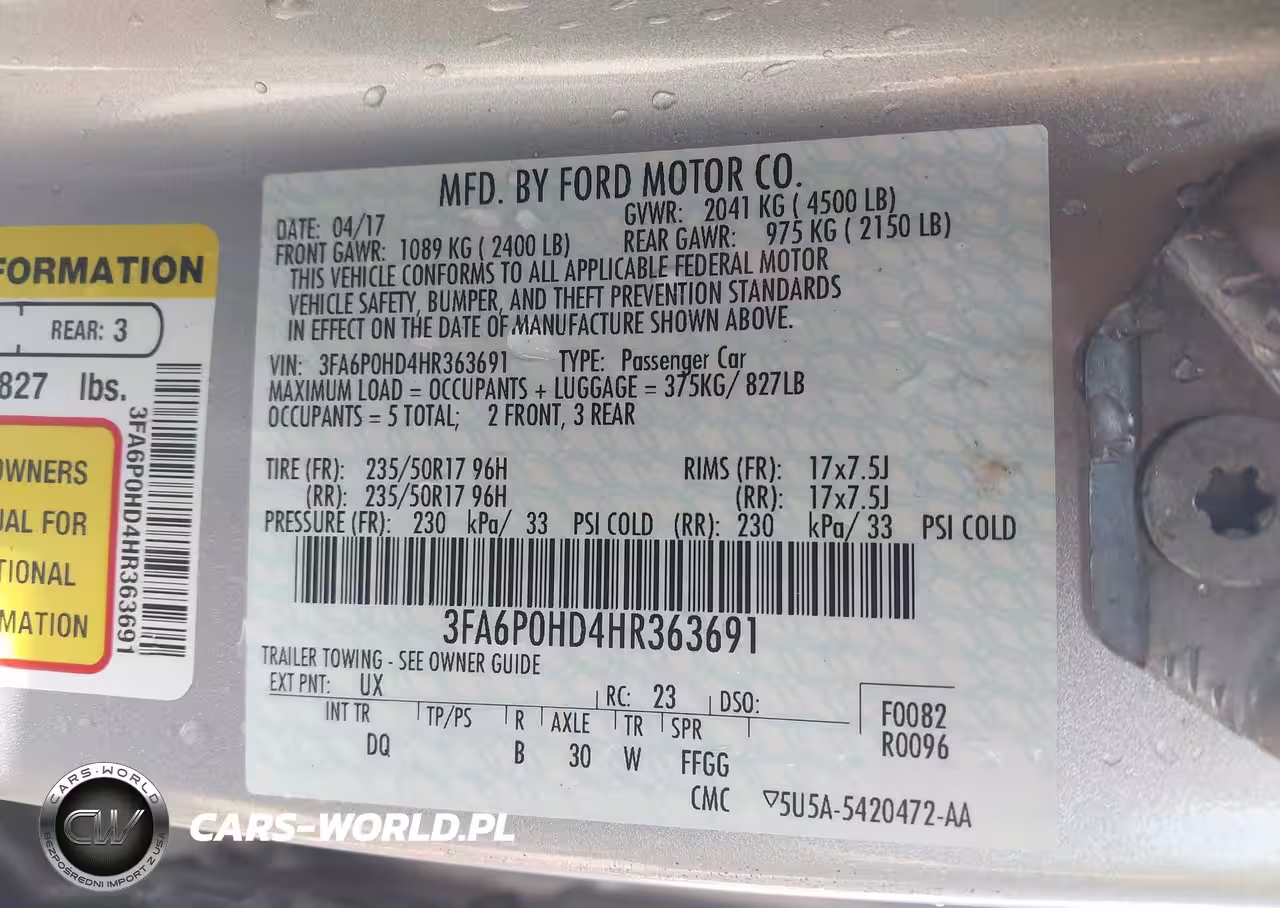 MFD. BY FORD MOTOR CO.
DATE: 04/17 GVWR: 2041 KG ( 4500 LB)
FRONT GAWR: 1089 KG ( 2400 LB) REAR GAWR: 975 KG ( 2150 LB)
THIS VEHICLE CONFORMS TO ALL APPLICABLE FEDERAL MOTOR
VEHICLE SAFETY, BUMPER, AND THEFT PREVENTION STANDARDS
IN EFFECT ON THE DATE OF MANUFACTURE SHOWN ABOVE.
VIN: 3FA6P0HD4HR363691 TYPE: Passenger Car
MAXIMUM LOAD = OCCUPANTS + LUGGAGE = 375KG/ 827LB
OCCUPANTS = 5 TOTAL; 2 FRONT, 3 REAR
TIRE (FR): 235/50R17 96H RIMS (FR): 17x7.5J
(RR): 235/50R17 96H (RR): 17x7.5J
PRESSURE (FR): 230 kPa/ 33 PSI COLD (RR): 230 kPa/ 33 PSI COLD
3FA6P0HD4HR363691
TRAILER TOWING - SEE OWNER GUIDE
EXT PNT: UX RC: 23 DSO:
INT TR TP/PS R AXLE TR SPR
DQ B 30 W FFGG
F0082
R0096
CMC ▽5U5A-5420472-AA
FORMATION
REAR: 3
827 lbs.
OWNERS
UAL FOR
TIONAL
MATION
3FA6P0HD4HR363691
CARS-WORLD
CW
BEZPOŚREDNI IMPORT Z USA
CARS-WORLD.PL